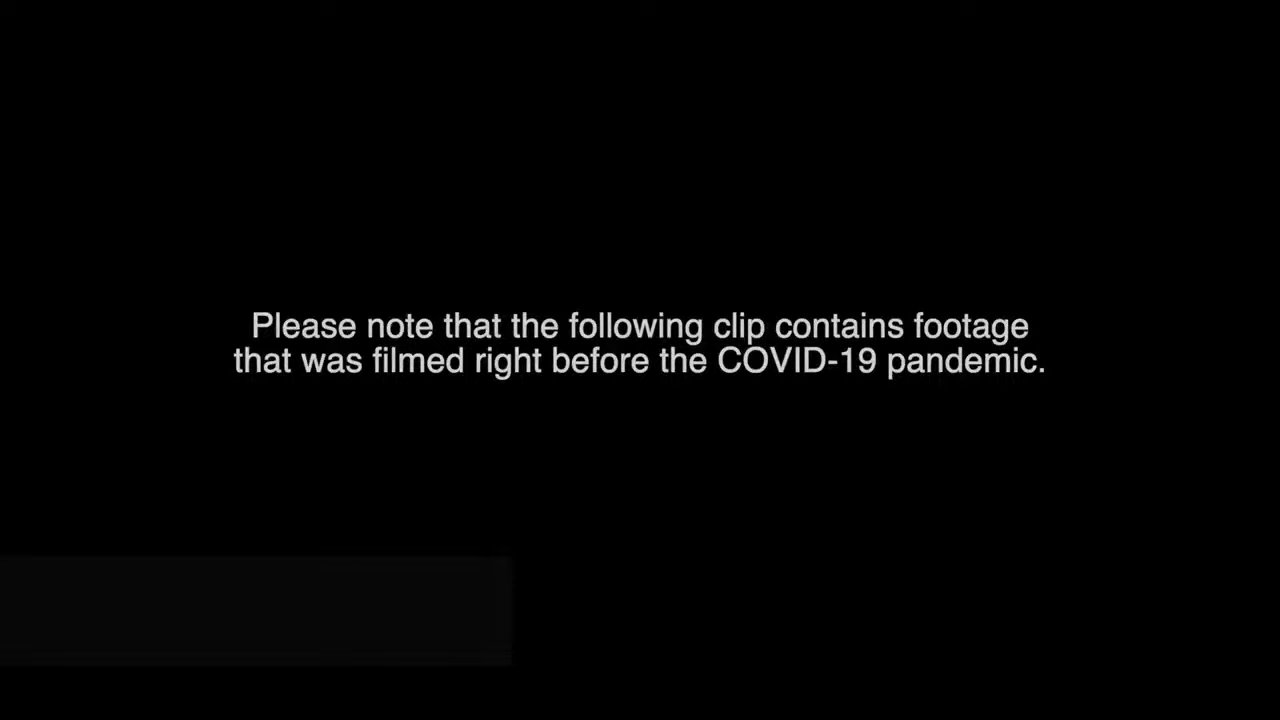 Please note that the following clip contains footage
that was filmed right before the COVID-19 pandemic.